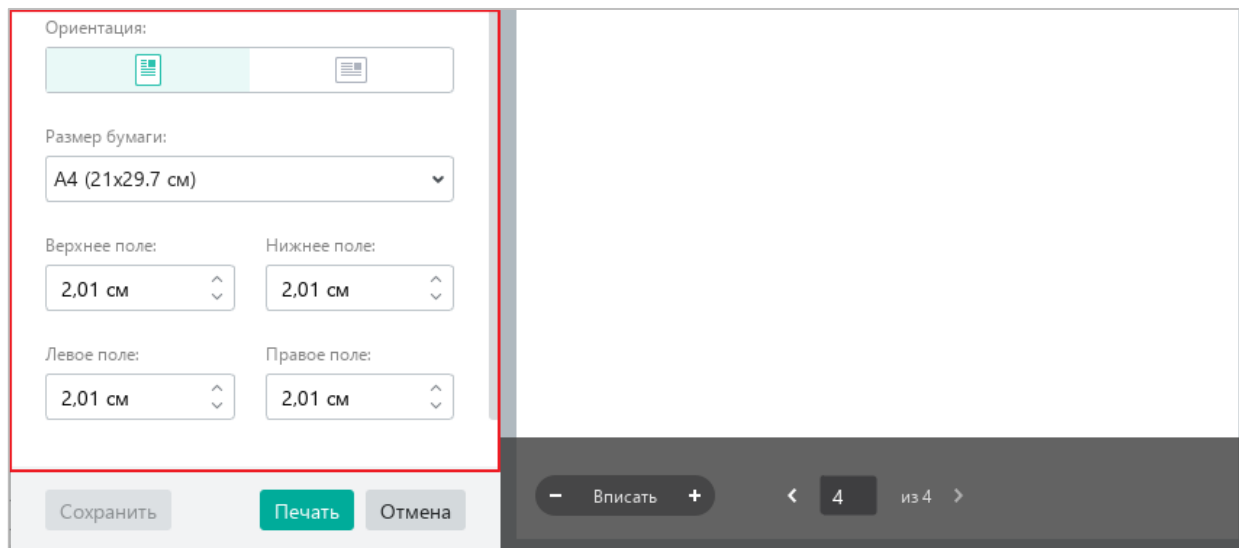 Ориентация:
Размер бумаги:
A4 (21x29.7 см)
Верхнее поле: Нижнее поле:
2,01 см 2,01 см
Левое поле: Правое поле:
2,01 см 2,01 см
Сохранить Печать Отмена − Вписать + 4 из 4